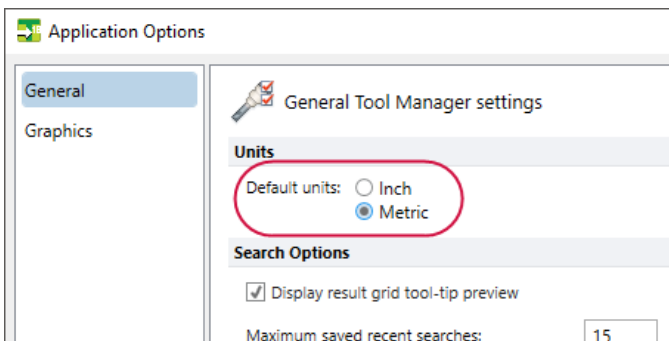 Application Options
General
Graphics
General Tool Manager settings
Units
Default units: Inch
Metric
Search Options
Display result grid tool-tip preview
Maximum saved recent searches: 15